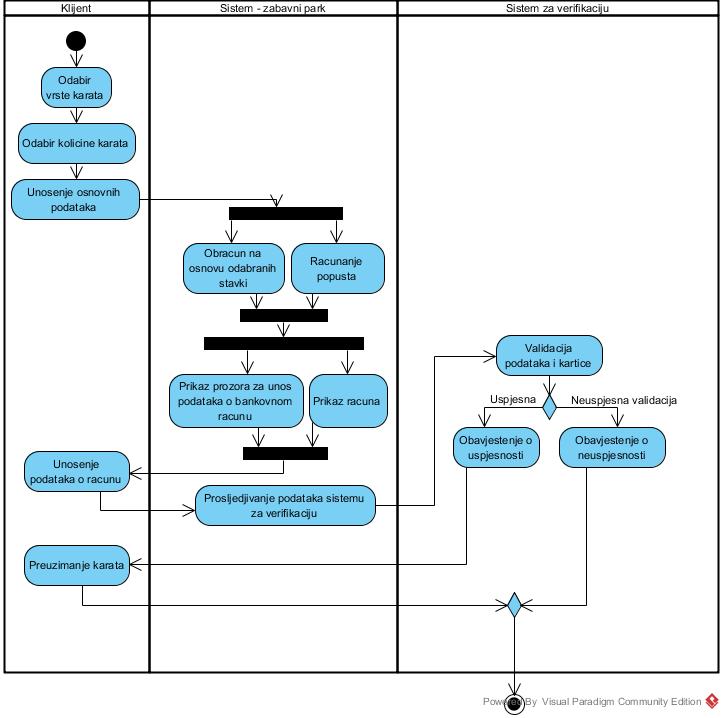 Klijent
Sistem - zabavni park
Sistem za verifikaciju
Odabir
vrste karata
Odabir kolicine karata
Unosenje osnovnih
podataka
Obracun na
osnovu odabranih
stavki
Racunanje
popusta
Prikaz prozora za unos
podataka o bankovnom
racunu
Prikaz racuna
Validacija
podataka i kartice
Uspjesna
Neuspjesna validacija
Obavjestenje o
uspjesnosti
Obavjestenje o
neuspjesnosti
Unosenje
podataka o racunu
Prosljedjivanje podataka sistemu
za verifikaciju
Preuzimanje karata
Powered By Visual Paradigm Community Edition